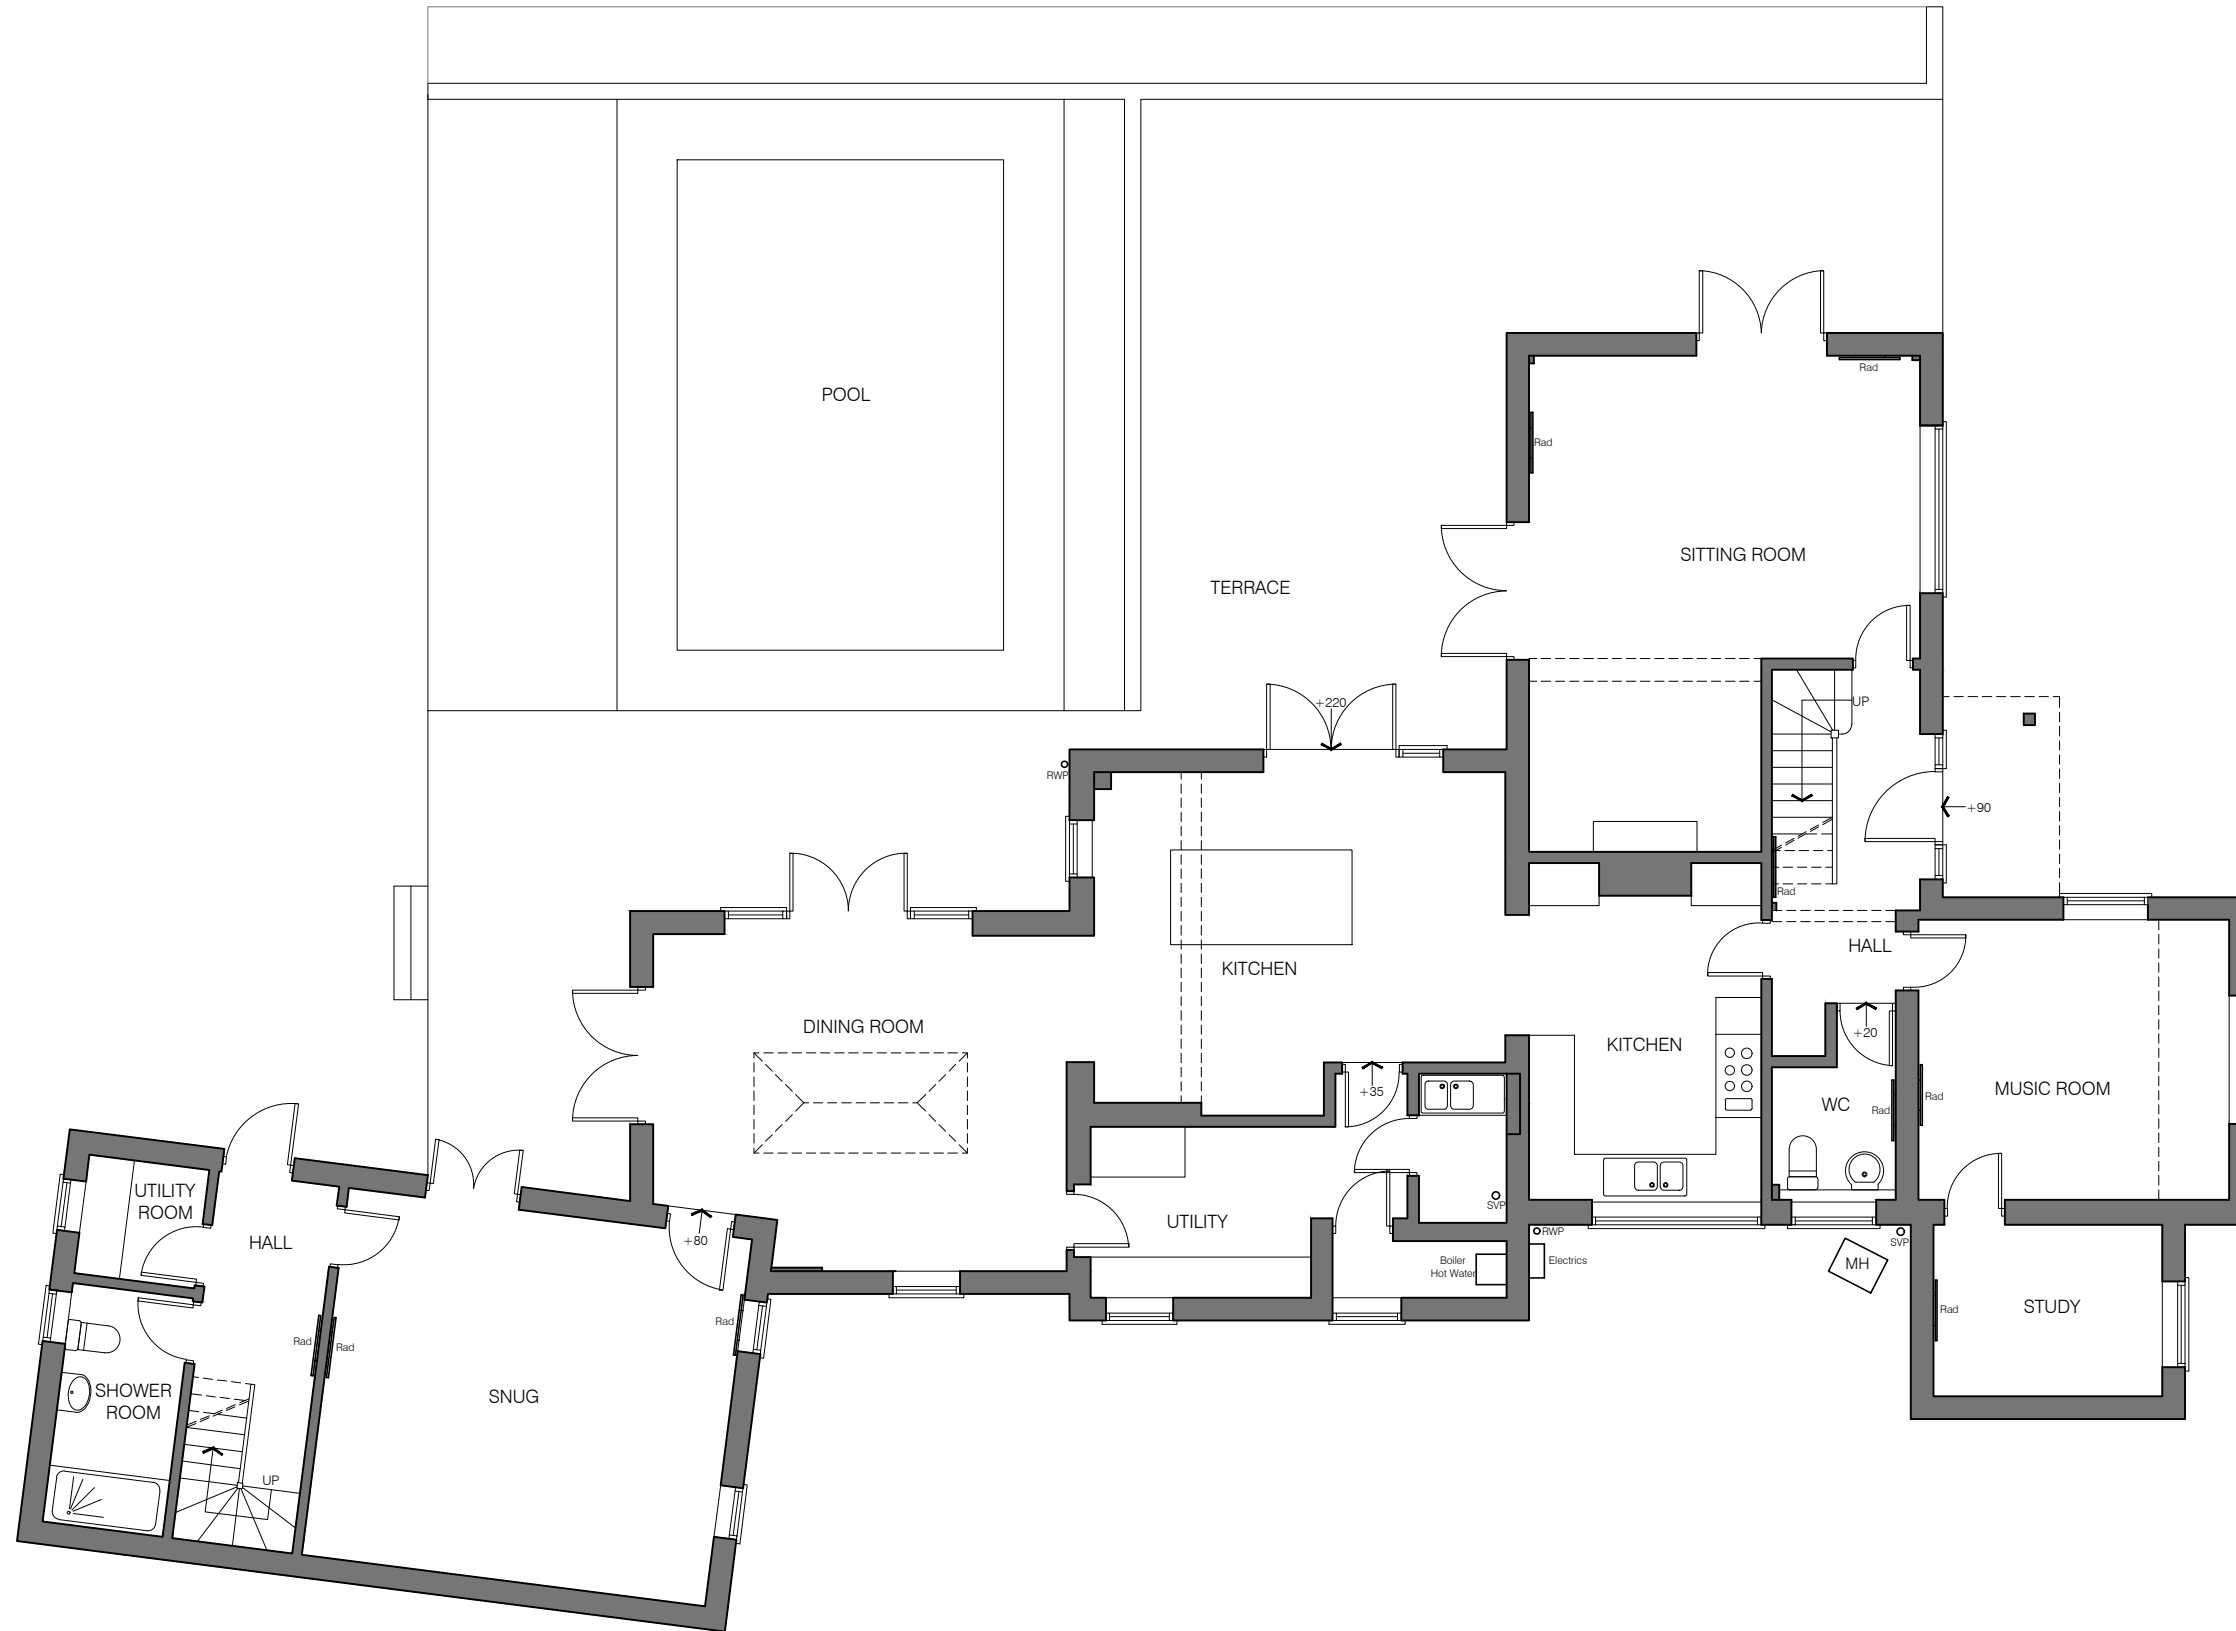 POOL
Rad
Rad
SITTING ROOM
TERRACE
UP
+220
RWP
+90
Rad
HALL
KITCHEN
DINING ROOM
+20
KITCHEN
MUSIC ROOM
+35
WC
Rad
Rad
UTILITY
ROOM
SVP
UTILITY
RWP
+80
HALL
SVP
Boiler
Hot Water
Electrics
MH
STUDY
Rad
Rad
Rad
Rad
SHOWER
ROOM
SNUG
UP